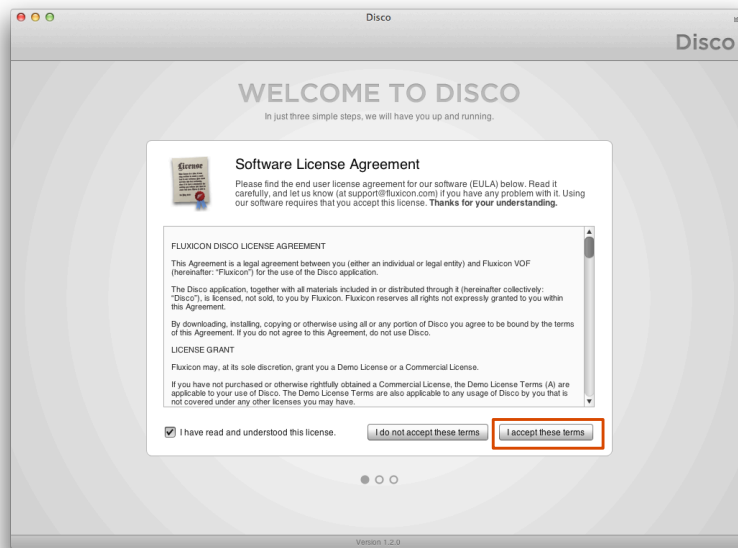 Disco
Disco
WELCOME TO DISCO
In just three simple steps, we will have you up and running.
License
Software License Agreement
Please find the end user license agreement for our software (EULA) below. Read it
carefully, and let us know (at support@fluxicon.com) if you have any problem with it. Using
our software requires that you accept this license. Thanks for your understanding.
FLUXICON DISCO LICENSE AGREEMENT
This Agreement is a legal agreement between you (either an individual or legal entity) and Fluxicon VOF
(hereinafter: “Fluxicon”) for the use of the Disco application.
The Disco application, together with all materials included in or distributed through it (hereinafter collectively:
“Disco”), is licensed, not sold, to you by Fluxicon. Fluxicon reserves all rights not expressly granted to you within
this Agreement.
By downloading, installing, copying or otherwise using all or any portion of Disco you agree to be bound by the terms
of this Agreement. If you do not agree to this Agreement, do not use Disco.
LICENSE GRANT
Fluxicon may, at its sole discretion, grant you a Demo License or a Commercial License.
If you have not purchased or otherwise rightfully obtained a Commercial License, the Demo License Terms (A) are
applicable to your use of Disco. The Demo License Terms are also applicable to any usage of Disco by you that is
not covered under any other licenses you may have.
I have read and understood this license.
I do not accept these terms
I accept these terms
Version 1.2.0